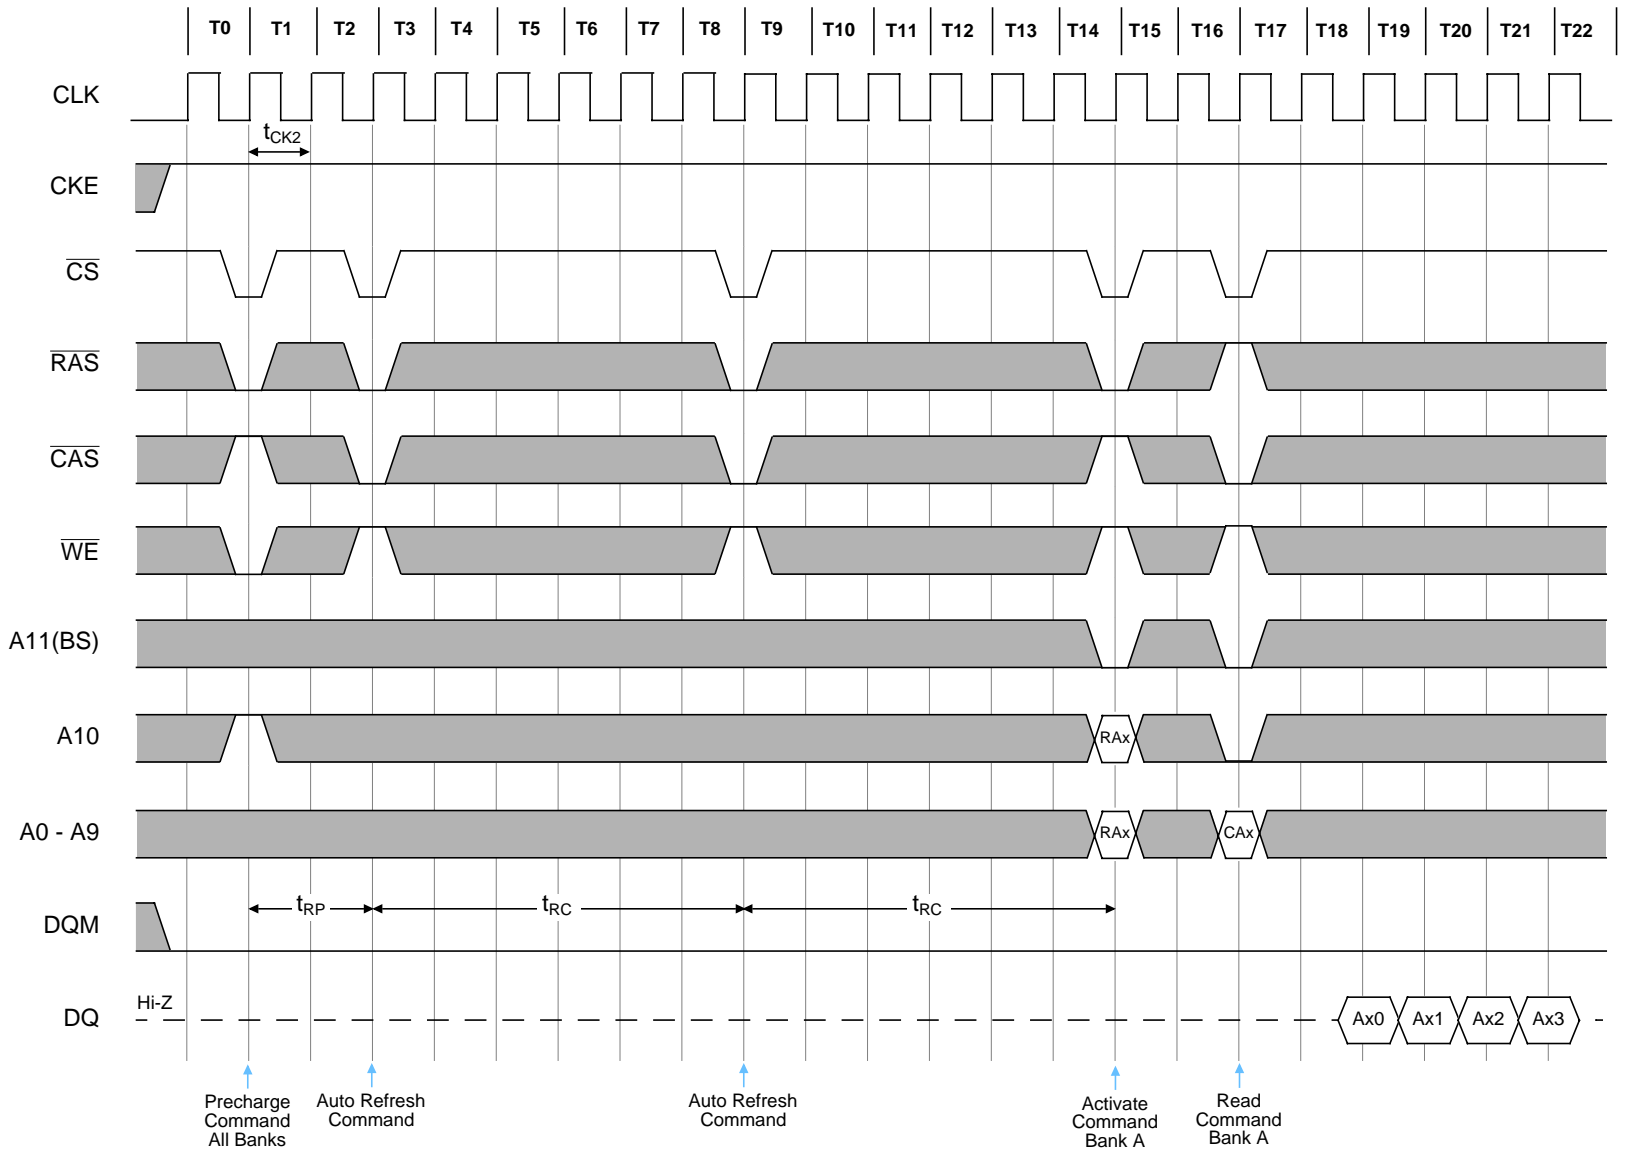 T0 T1 T2 T3 T4 T5 T6 T7 T8 T9 T10 T11 T12 T13 T14 T15 T16 T17 T18 T19 T20 T21 T22
CLK
tCK2
CKE
CS
RAS
CAS
WE
A11(BS)
A10 RAx
A0 - A9 RAx CAx
tRP tRC tRC
DQM
Hi-Z
DQ Ax0 Ax1 Ax2 Ax3
Precharge
Command
All Banks
Auto Refresh
Command
Auto Refresh
Command
Activate
Command
Bank A
Read
Command
Bank A